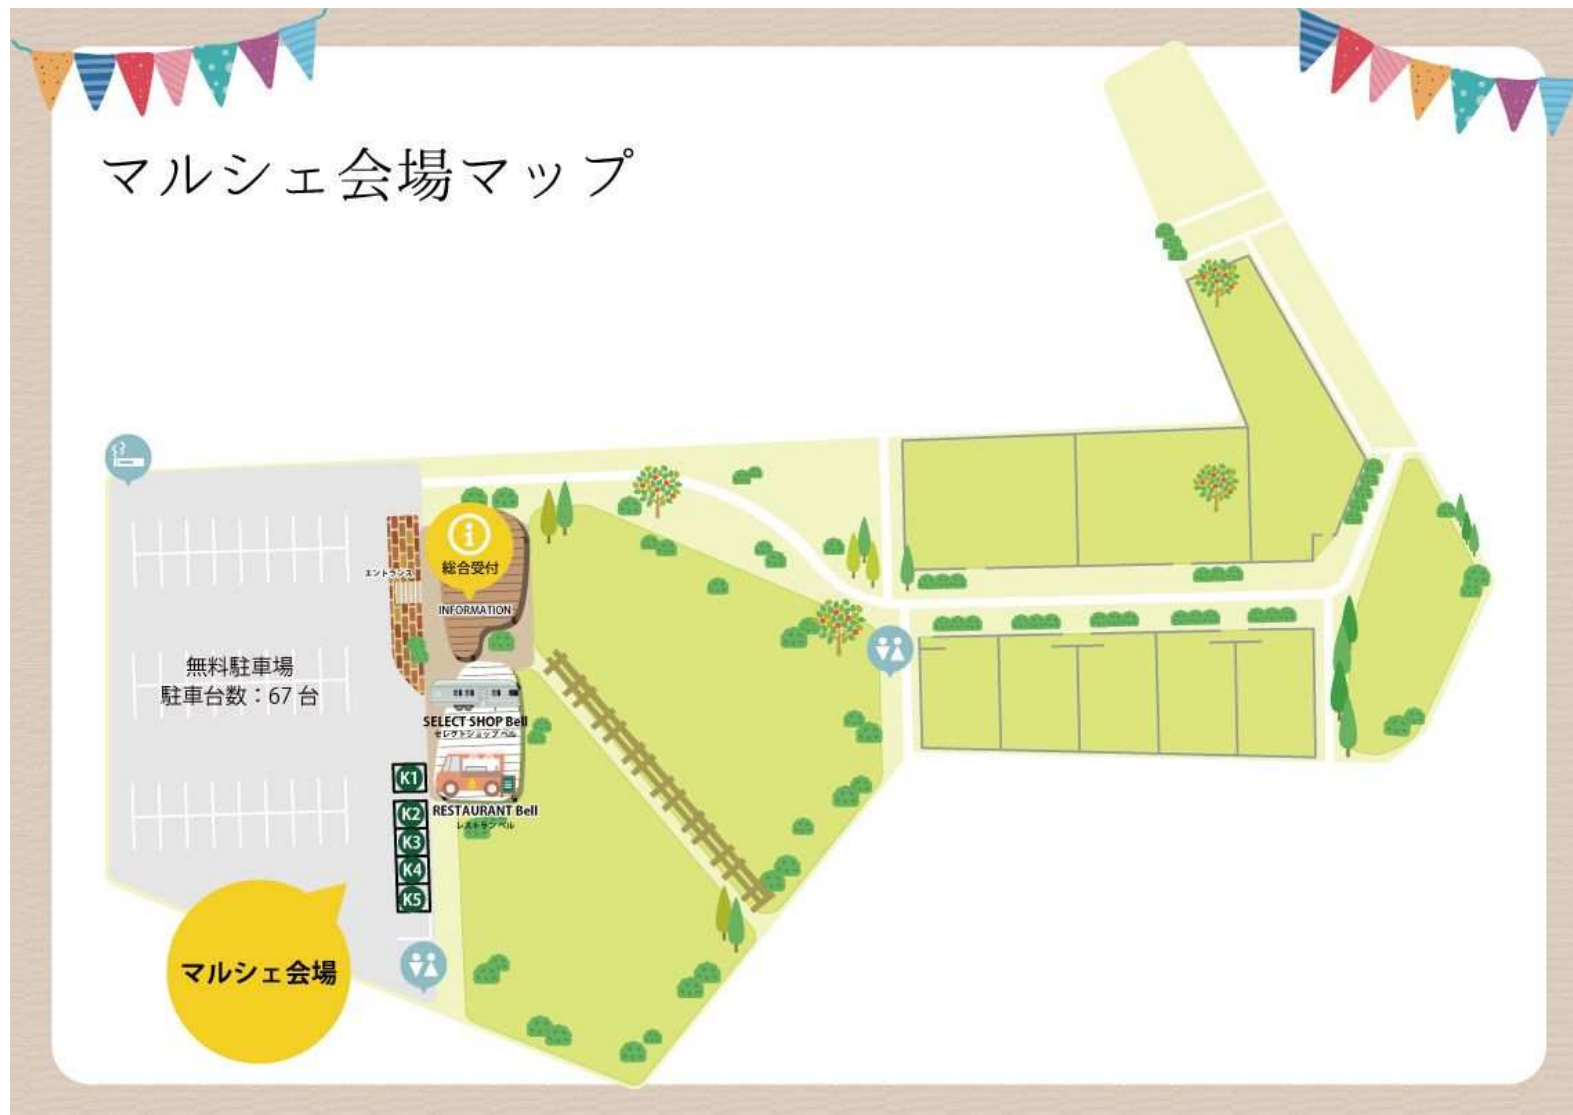 マルシェ会場マップ
総合受付
エントランス
INFORMATION
無料駐車場
駐車台数：67 台
SELECT SHOP Bell
セレクトショップ ベル
K1
K2
RESTAURANT Bell
レストラン ベル
K3
K4
K5
マルシェ会場